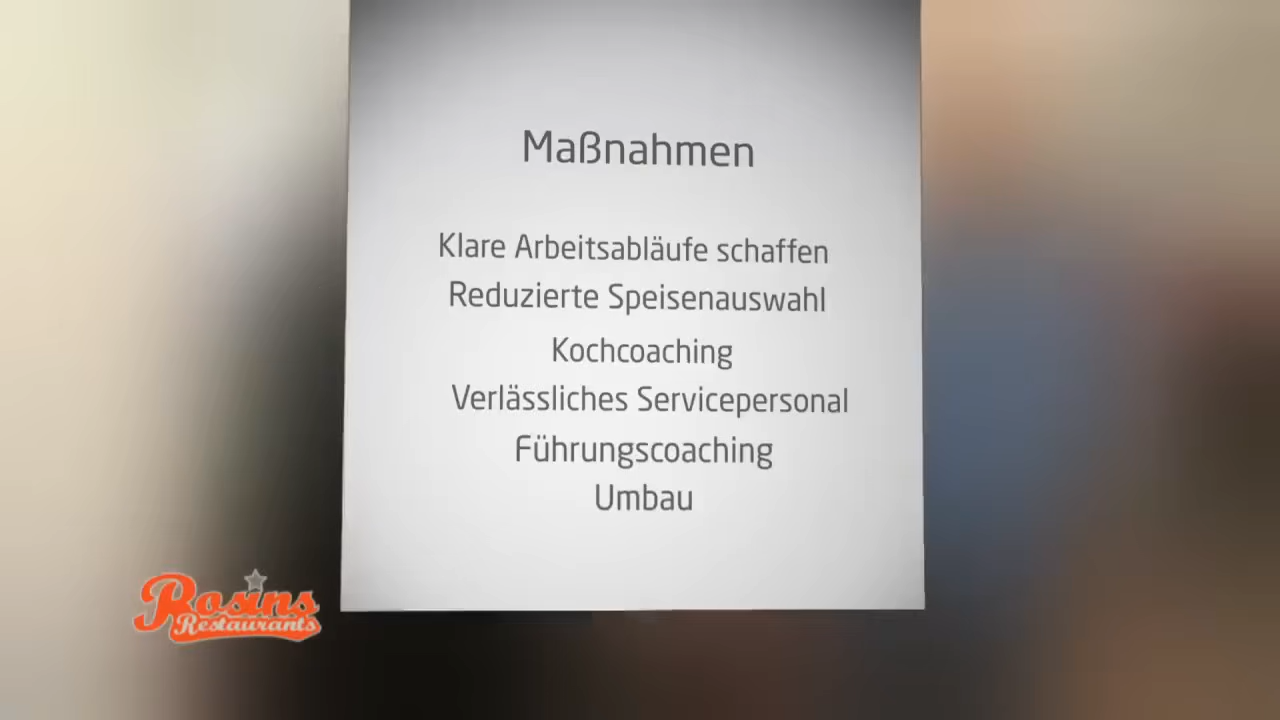 Maßnahmen
Klare Arbeitsabläufe schaffen
Reduzierte Speisenauswahl
Kochcoaching
Verlässliches Servicepersonal
Führungscoaching
Umbau
Rosins
Restaurants